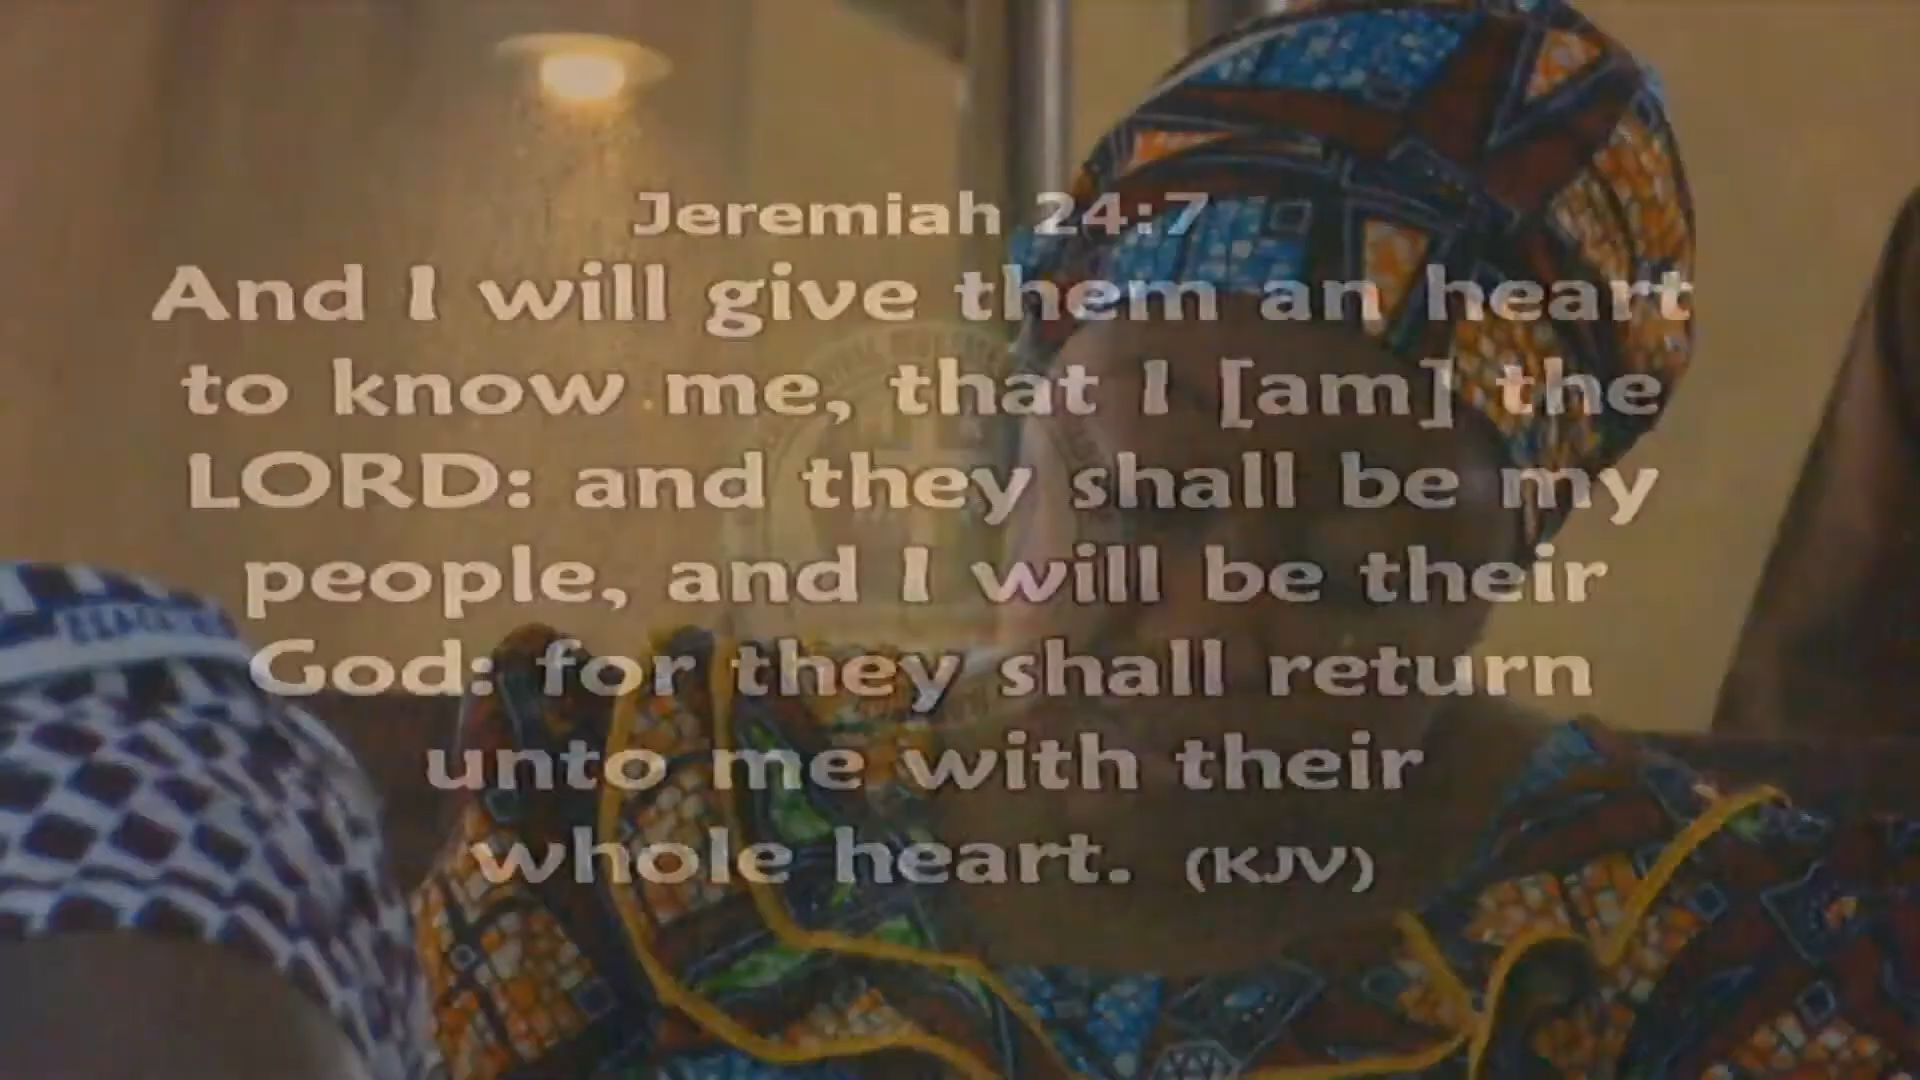 Jeremiah 24:7
And I will give them an heart
to know me, that I [am] the
LORD: and they shall be my
people, and I will be their
God: for they shall return
unto me with their
whole heart. (KJV)